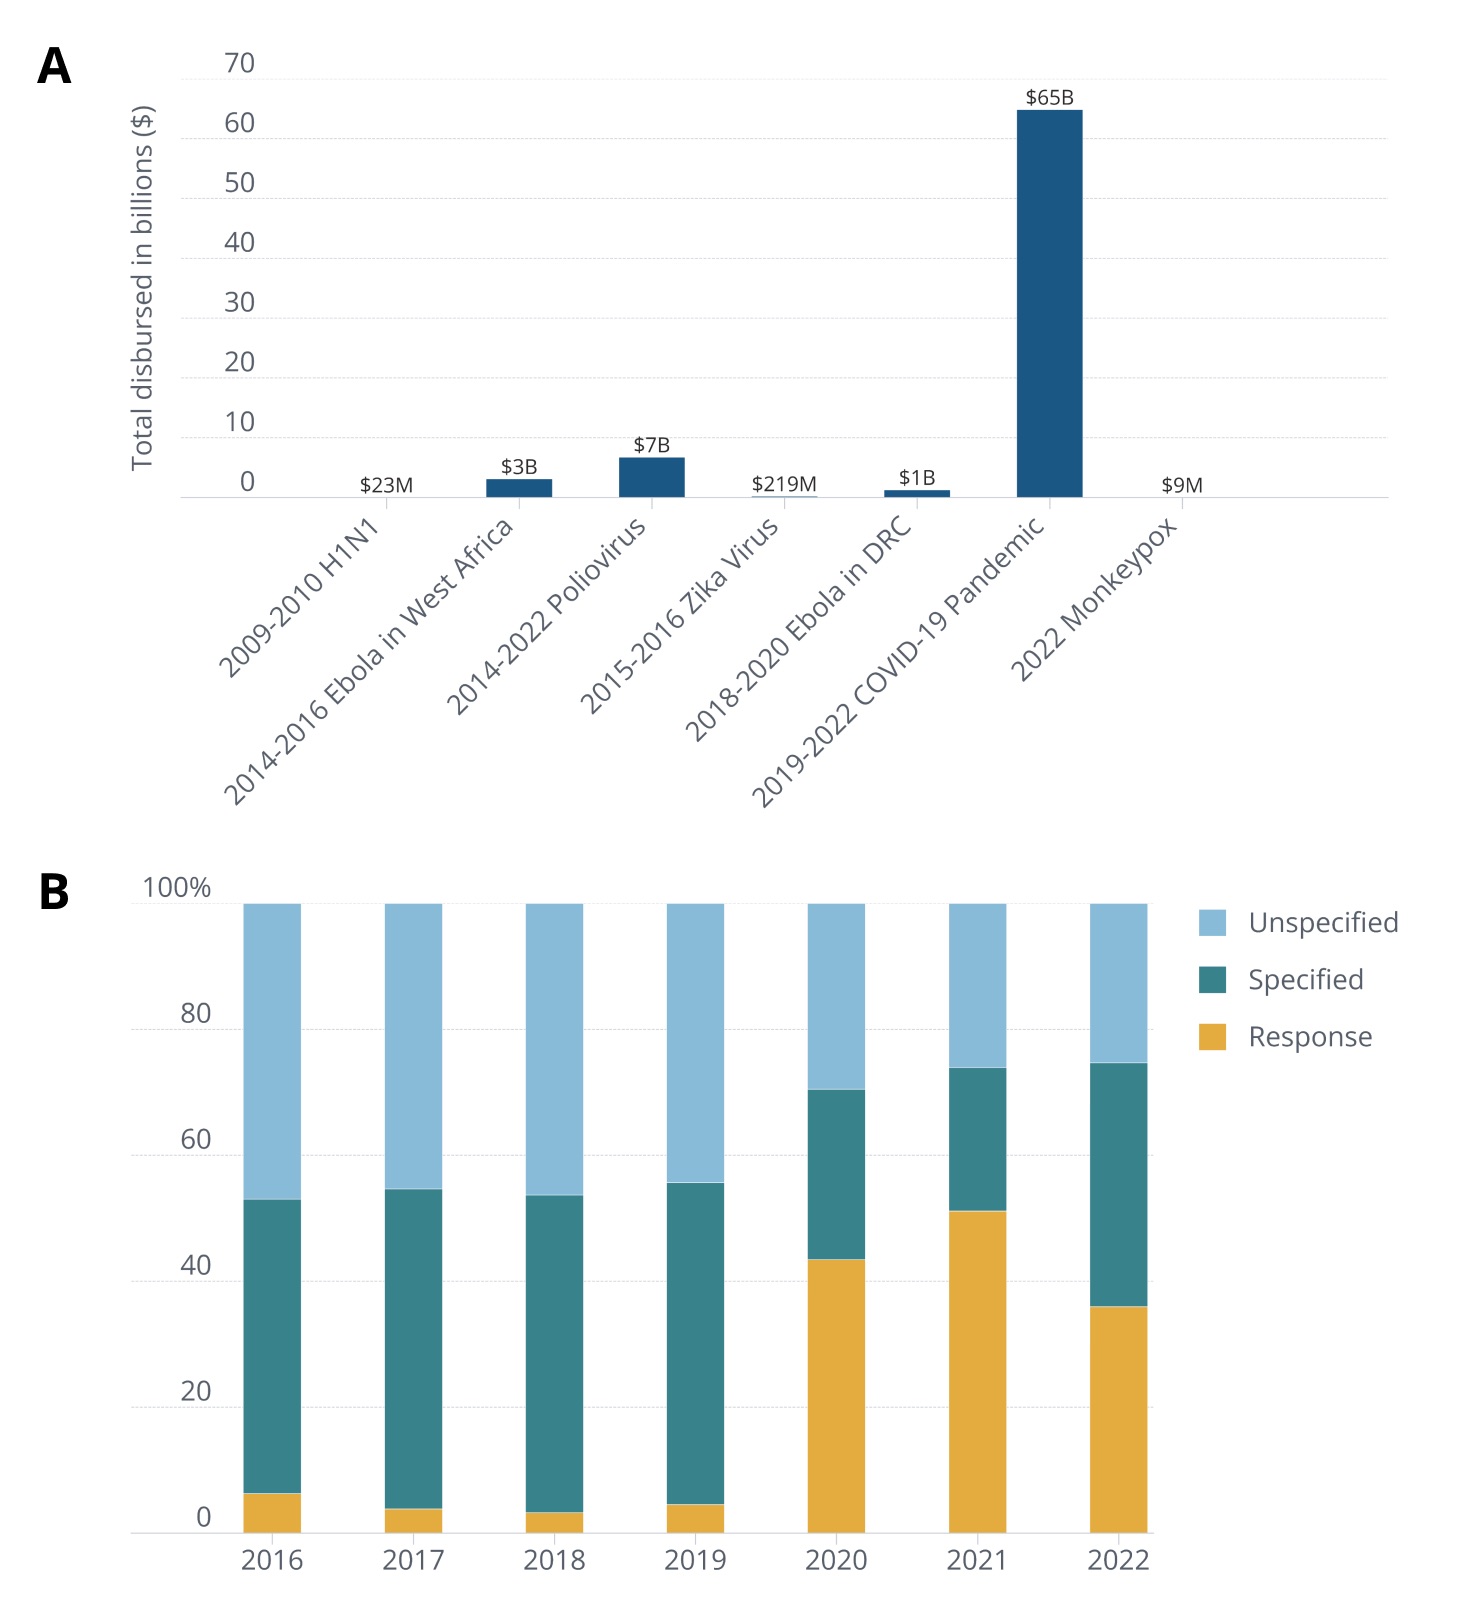 A
Total disbursed in billions ($)
70
60
50
40
30
20
10
0
$23M
$3B
$7B
$219M
$1B
$65B
$9M
2009-2010 H1N1
2014-2016 Ebola in West Africa
2014-2022 Poliovirus
2015-2016 Zika Virus
2018-2020 Ebola in DRC
2019-2022 COVID-19 Pandemic
2022 Monkeypox
B
100%
80
60
40
20
0
2016
2017
2018
2019
2020
2021
2022
Unspecified
Specified
Response